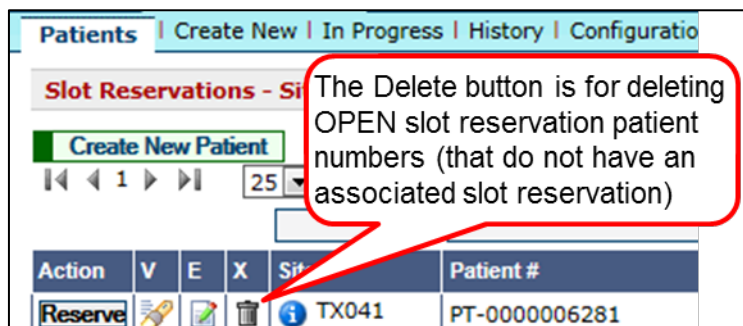 Patients | Create New | In Progress | History | Configuratio
Slot Reservations - Si
The Delete button is for deleting
OPEN slot reservation patient
numbers (that do not have an
associated slot reservation)
Create New Patient
1
25
Action V E X Sit Patient #
Reserve TX041 PT-0000006281